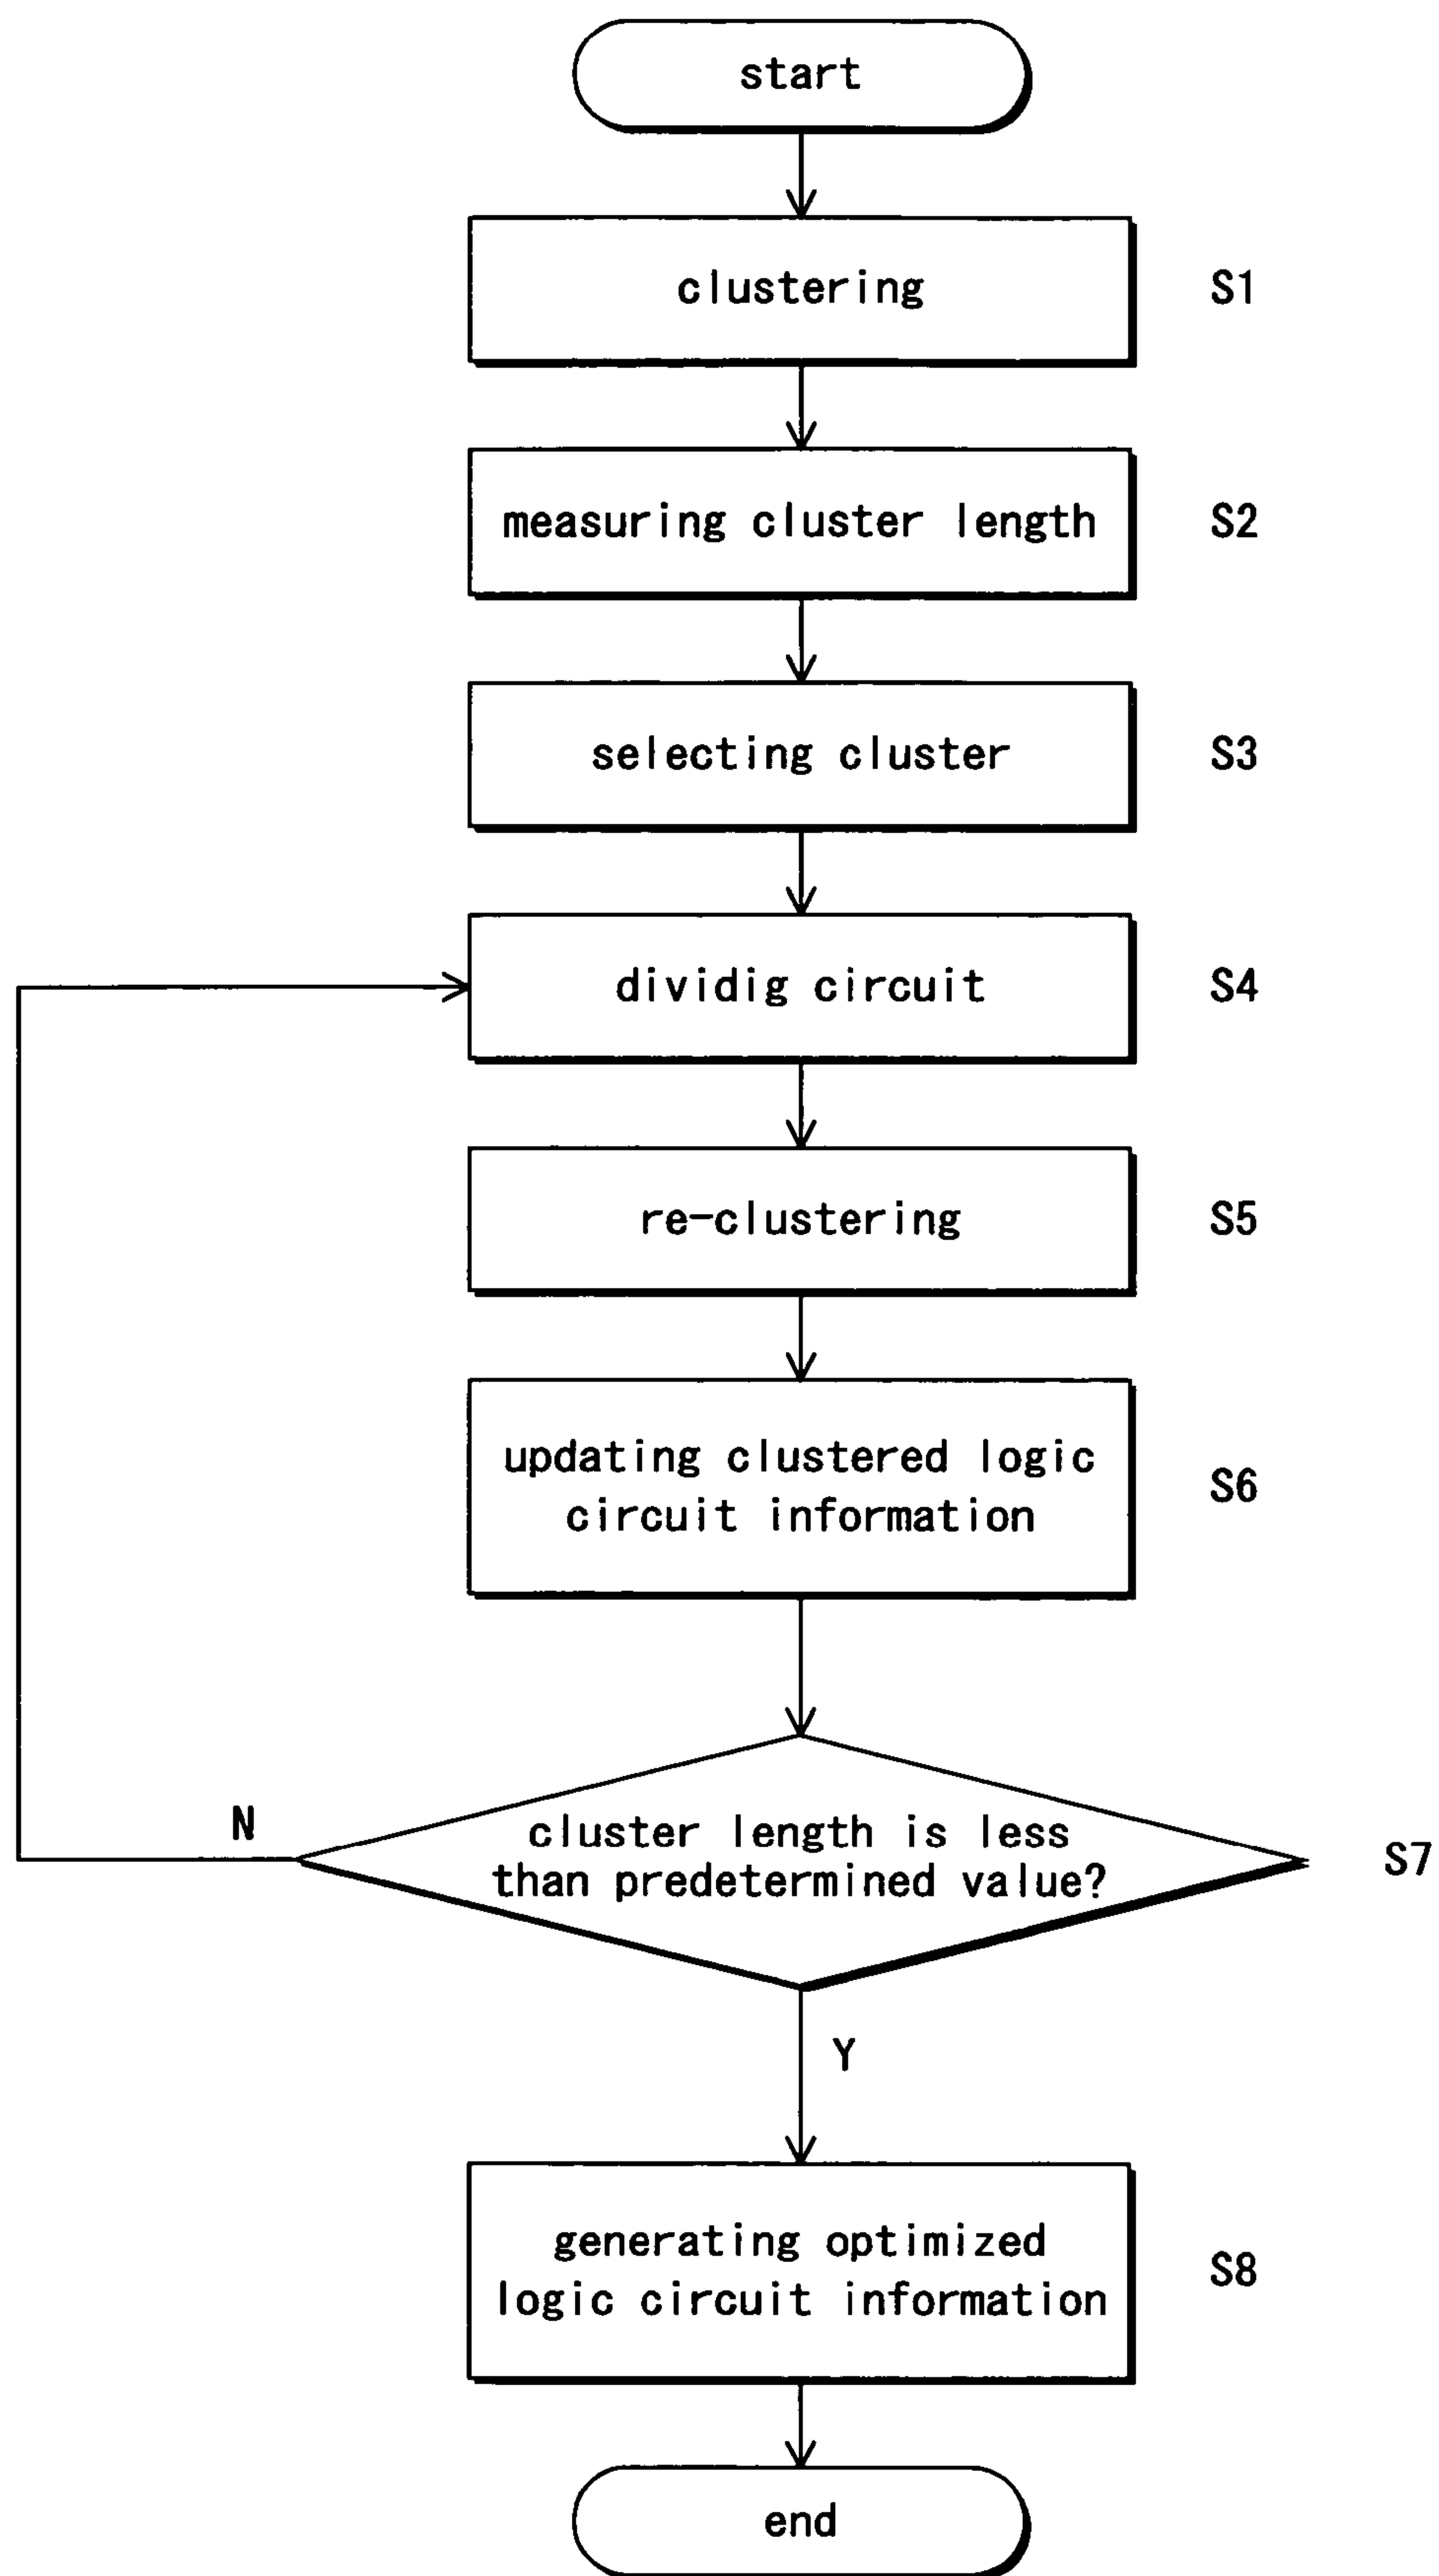 start
clustering
S1
measuring cluster length
S2
selecting cluster
S3
dividig circuit
S4
re-clustering
S5
updating clustered logic
circuit information
S6
N
cluster length is less
than predetermined value?
S7
Y
generating optimized
logic circuit information
S8
end